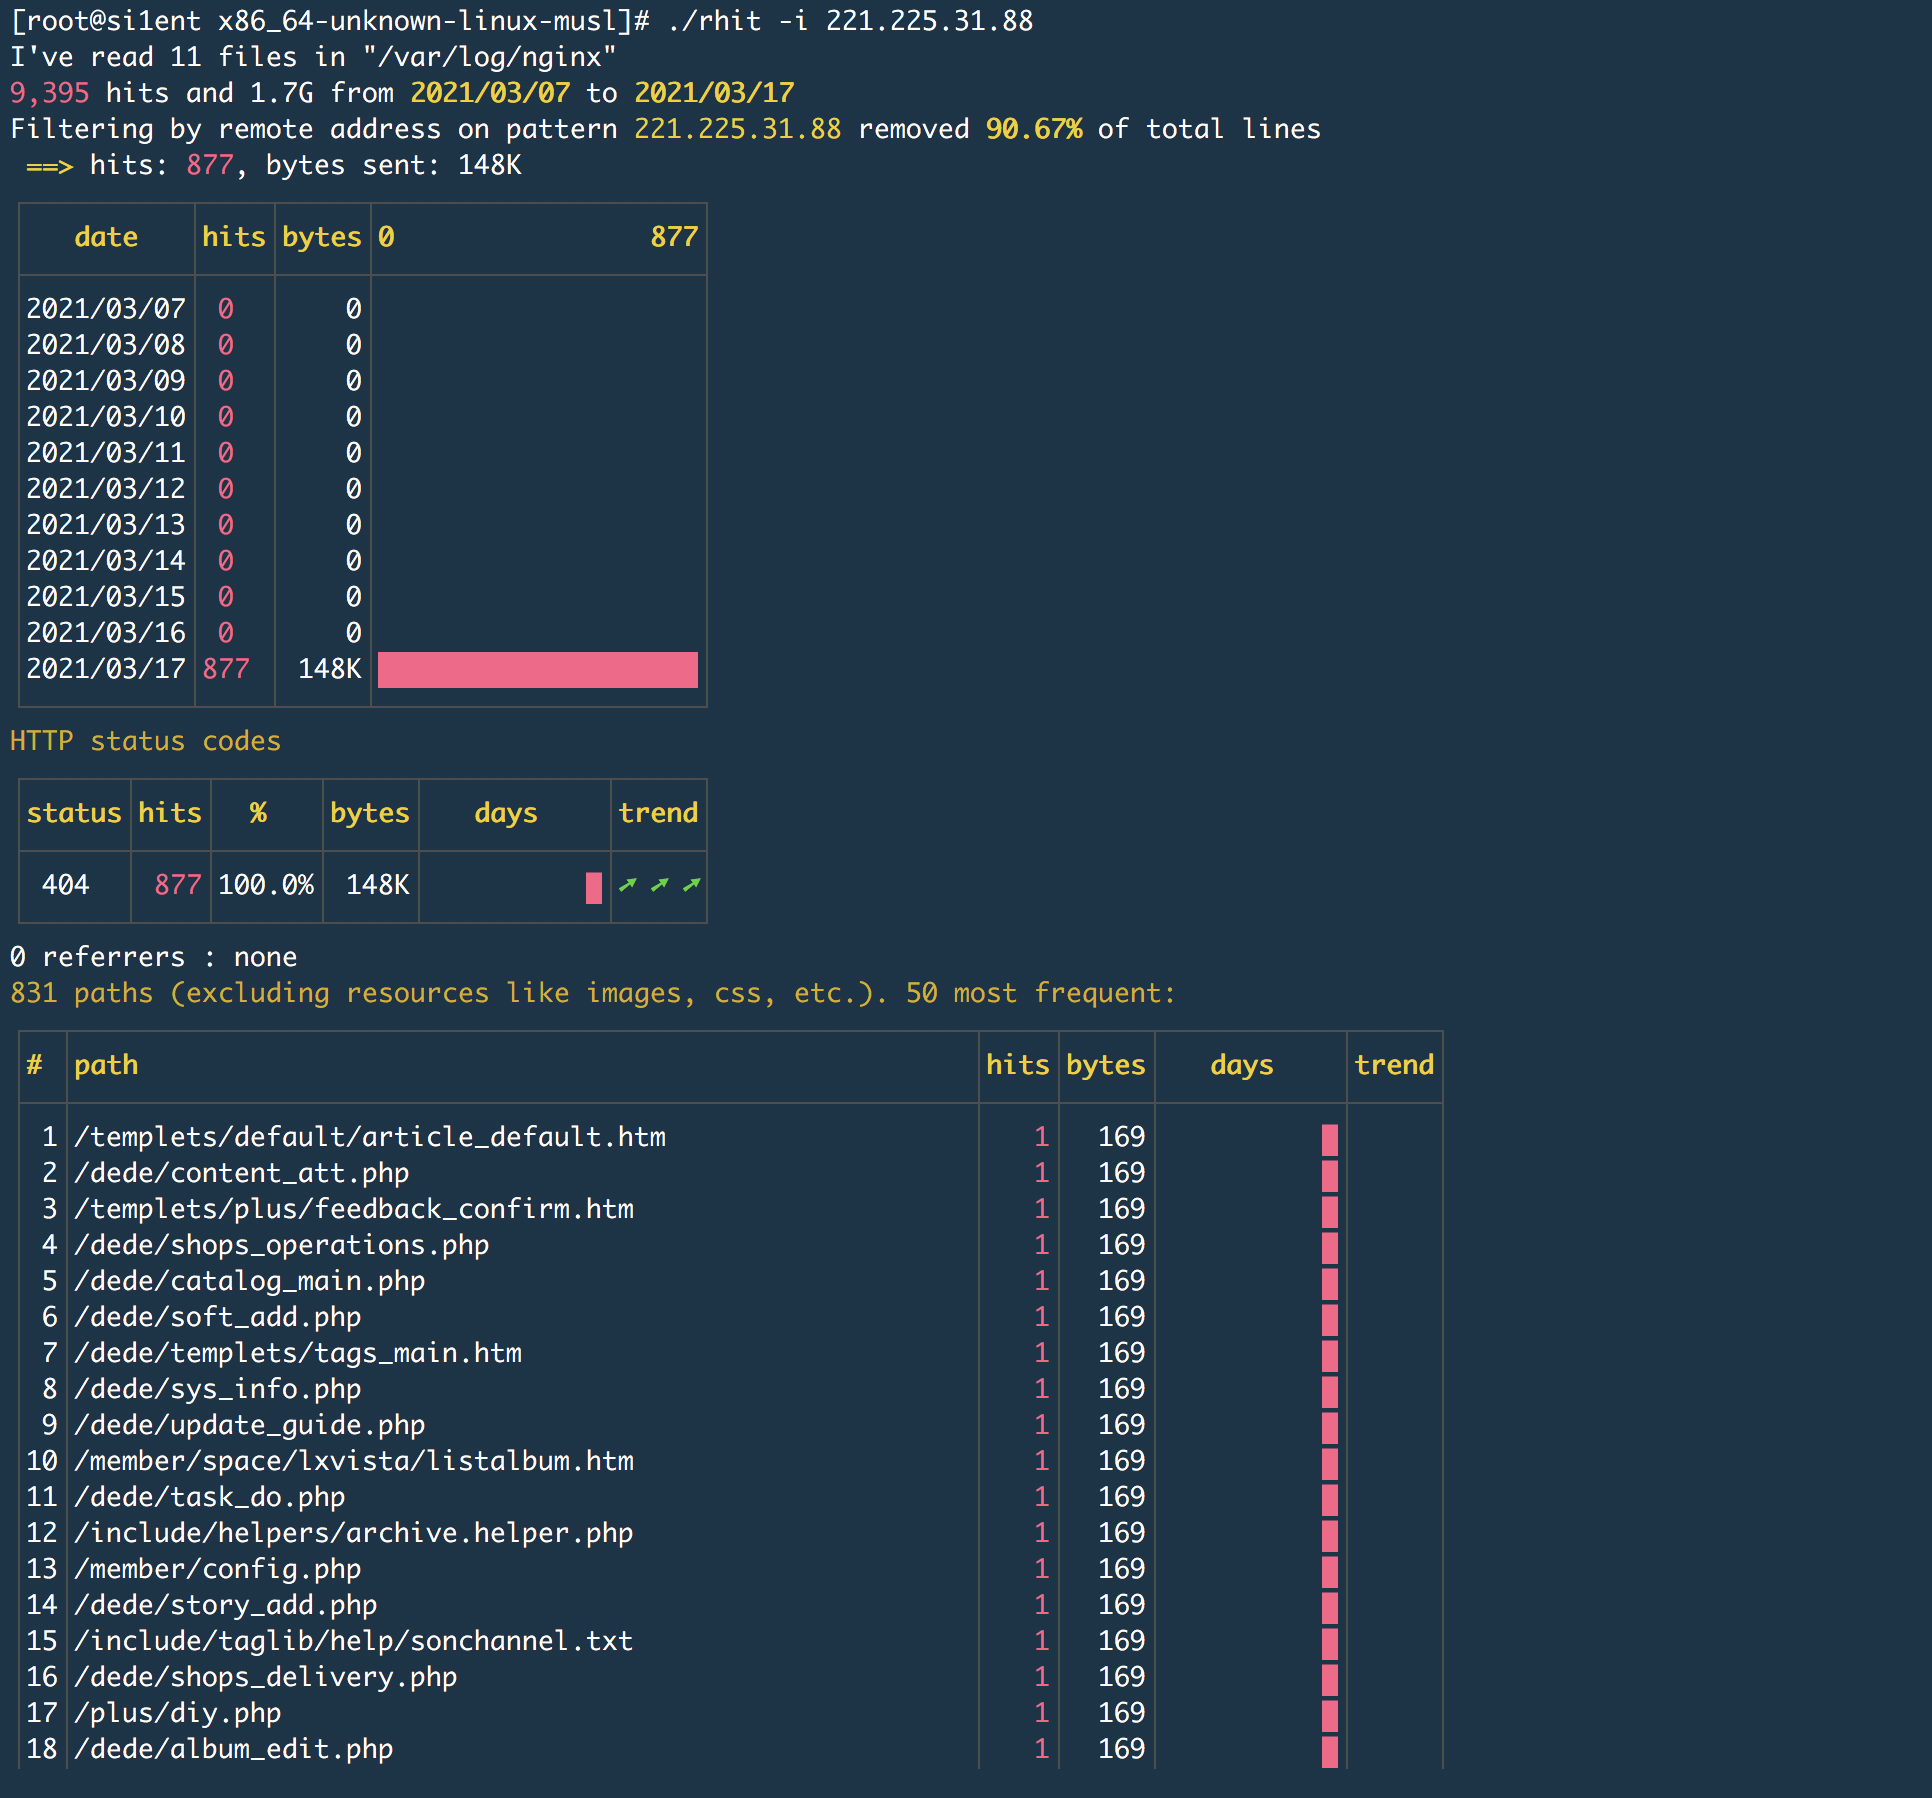 [root@si1ent x86_64-unknown-linux-musl]# ./rhit -i 221.225.31.88
I've read 11 files in "/var/log/nginx"
9,395 hits and 1.7G from 2021/03/07 to 2021/03/17
Filtering by remote address on pattern 221.225.31.88 removed 90.67% of total lines
==> hits: 877, bytes sent: 148K
date hits bytes 0 877
2021/03/07 0 0
2021/03/08 0 0
2021/03/09 0 0
2021/03/10 0 0
2021/03/11 0 0
2021/03/12 0 0
2021/03/13 0 0
2021/03/14 0 0
2021/03/15 0 0
2021/03/16 0 0
2021/03/17 877 148K
HTTP status codes
status hits % bytes days trend
404 877 100.0% 148K ➚ ➚ ➚
0 referrers : none
831 paths (excluding resources like images, css, etc.). 50 most frequent:
# path hits bytes days trend
1 /templets/default/article_default.htm 1 169
2 /dede/content_att.php 1 169
3 /templets/plus/feedback_confirm.htm 1 169
4 /dede/shops_operations.php 1 169
5 /dede/catalog_main.php 1 169
6 /dede/soft_add.php 1 169
7 /dede/templets/tags_main.htm 1 169
8 /dede/sys_info.php 1 169
9 /dede/update_guide.php 1 169
10 /member/space/lxvista/listalbum.htm 1 169
11 /dede/task_do.php 1 169
12 /include/helpers/archive.helper.php 1 169
13 /member/config.php 1 169
14 /dede/story_add.php 1 169
15 /include/taglib/help/sonchannel.txt 1 169
16 /dede/shops_delivery.php 1 169
17 /plus/diy.php 1 169
18 /dede/album_edit.php 1 169